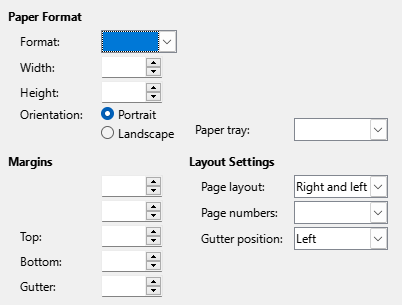 Paper Format
Format:
Width:
Height:
Orientation: Portrait
Landscape
Paper tray:
Margins
Top:
Bottom:
Gutter:
Layout Settings
Page layout: Right and left
Page numbers:
Gutter position: Left